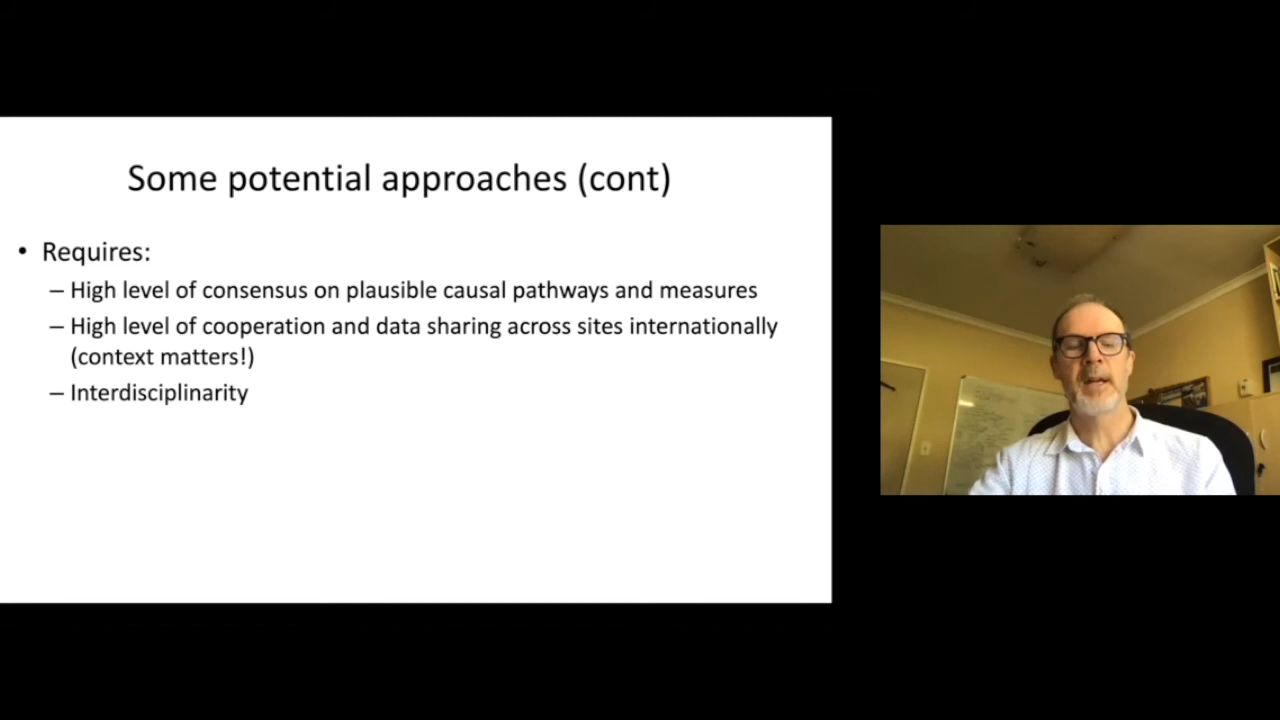 Some potential approaches (cont)
• Requires:
– High level of consensus on plausible causal pathways and measures
– High level of cooperation and data sharing across sites internationally
(context matters!)
– Interdisciplinarity